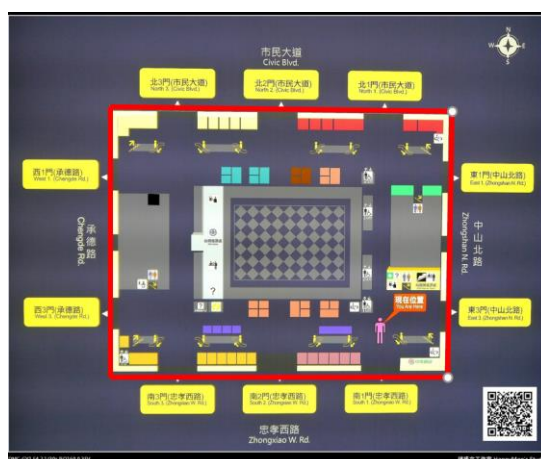 N
W
E
S
市民大道
Civic Blvd.
北3門(市民大道)
North 3. (Civic Blvd.)
北2門(市民大道)
North 2. (Civic Blvd.)
北1門(市民大道)
North 1. (Civic Blvd.)
西1門(承德路)
West 1. (Chengde Rd.)
東1門(中山北路)
East 1. (Zhongshan N. Rd.)
承德路
Chengde Rd.
中山北路
Zhongshan N. Rd.
?
?
?
現在位置
You Are Here
西3門(承德路)
West 3. (Chengde Rd.)
東3門(中山北路)
East 3. (Zhongshan N. Rd.)
南3門(忠孝西路)
South 3. (Zhongxiao W. Rd.)
南2門(忠孝西路)
South 2. (Zhongxiao W. Rd.)
南1門(忠孝西路)
South 1. (Zhongxiao W. Rd.)
忠孝西路
Zhongxiao W. Rd.